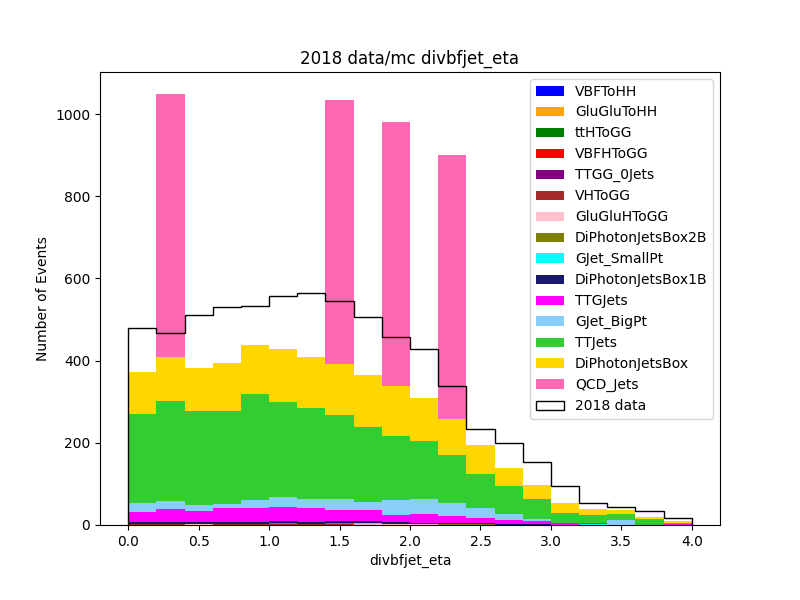 2018 data/mc divbfjet_eta
Number of Events
1000
800
600
400
200
0
0.0 0.5 1.0 1.5 2.0 2.5 3.0 3.5 4.0
divbfjet_eta
VBFToHH
GluGluToHH
ttHToGG
VBFHToGG
TTGG_0Jets
VHToGG
GluGluHToGG
DiPhotonJetsBox2B
GJet_SmallPt
DiPhotonJetsBox1B
TTGJets
GJet_BigPt
TTJets
DiPhotonJetsBox
QCD_Jets
2018 data